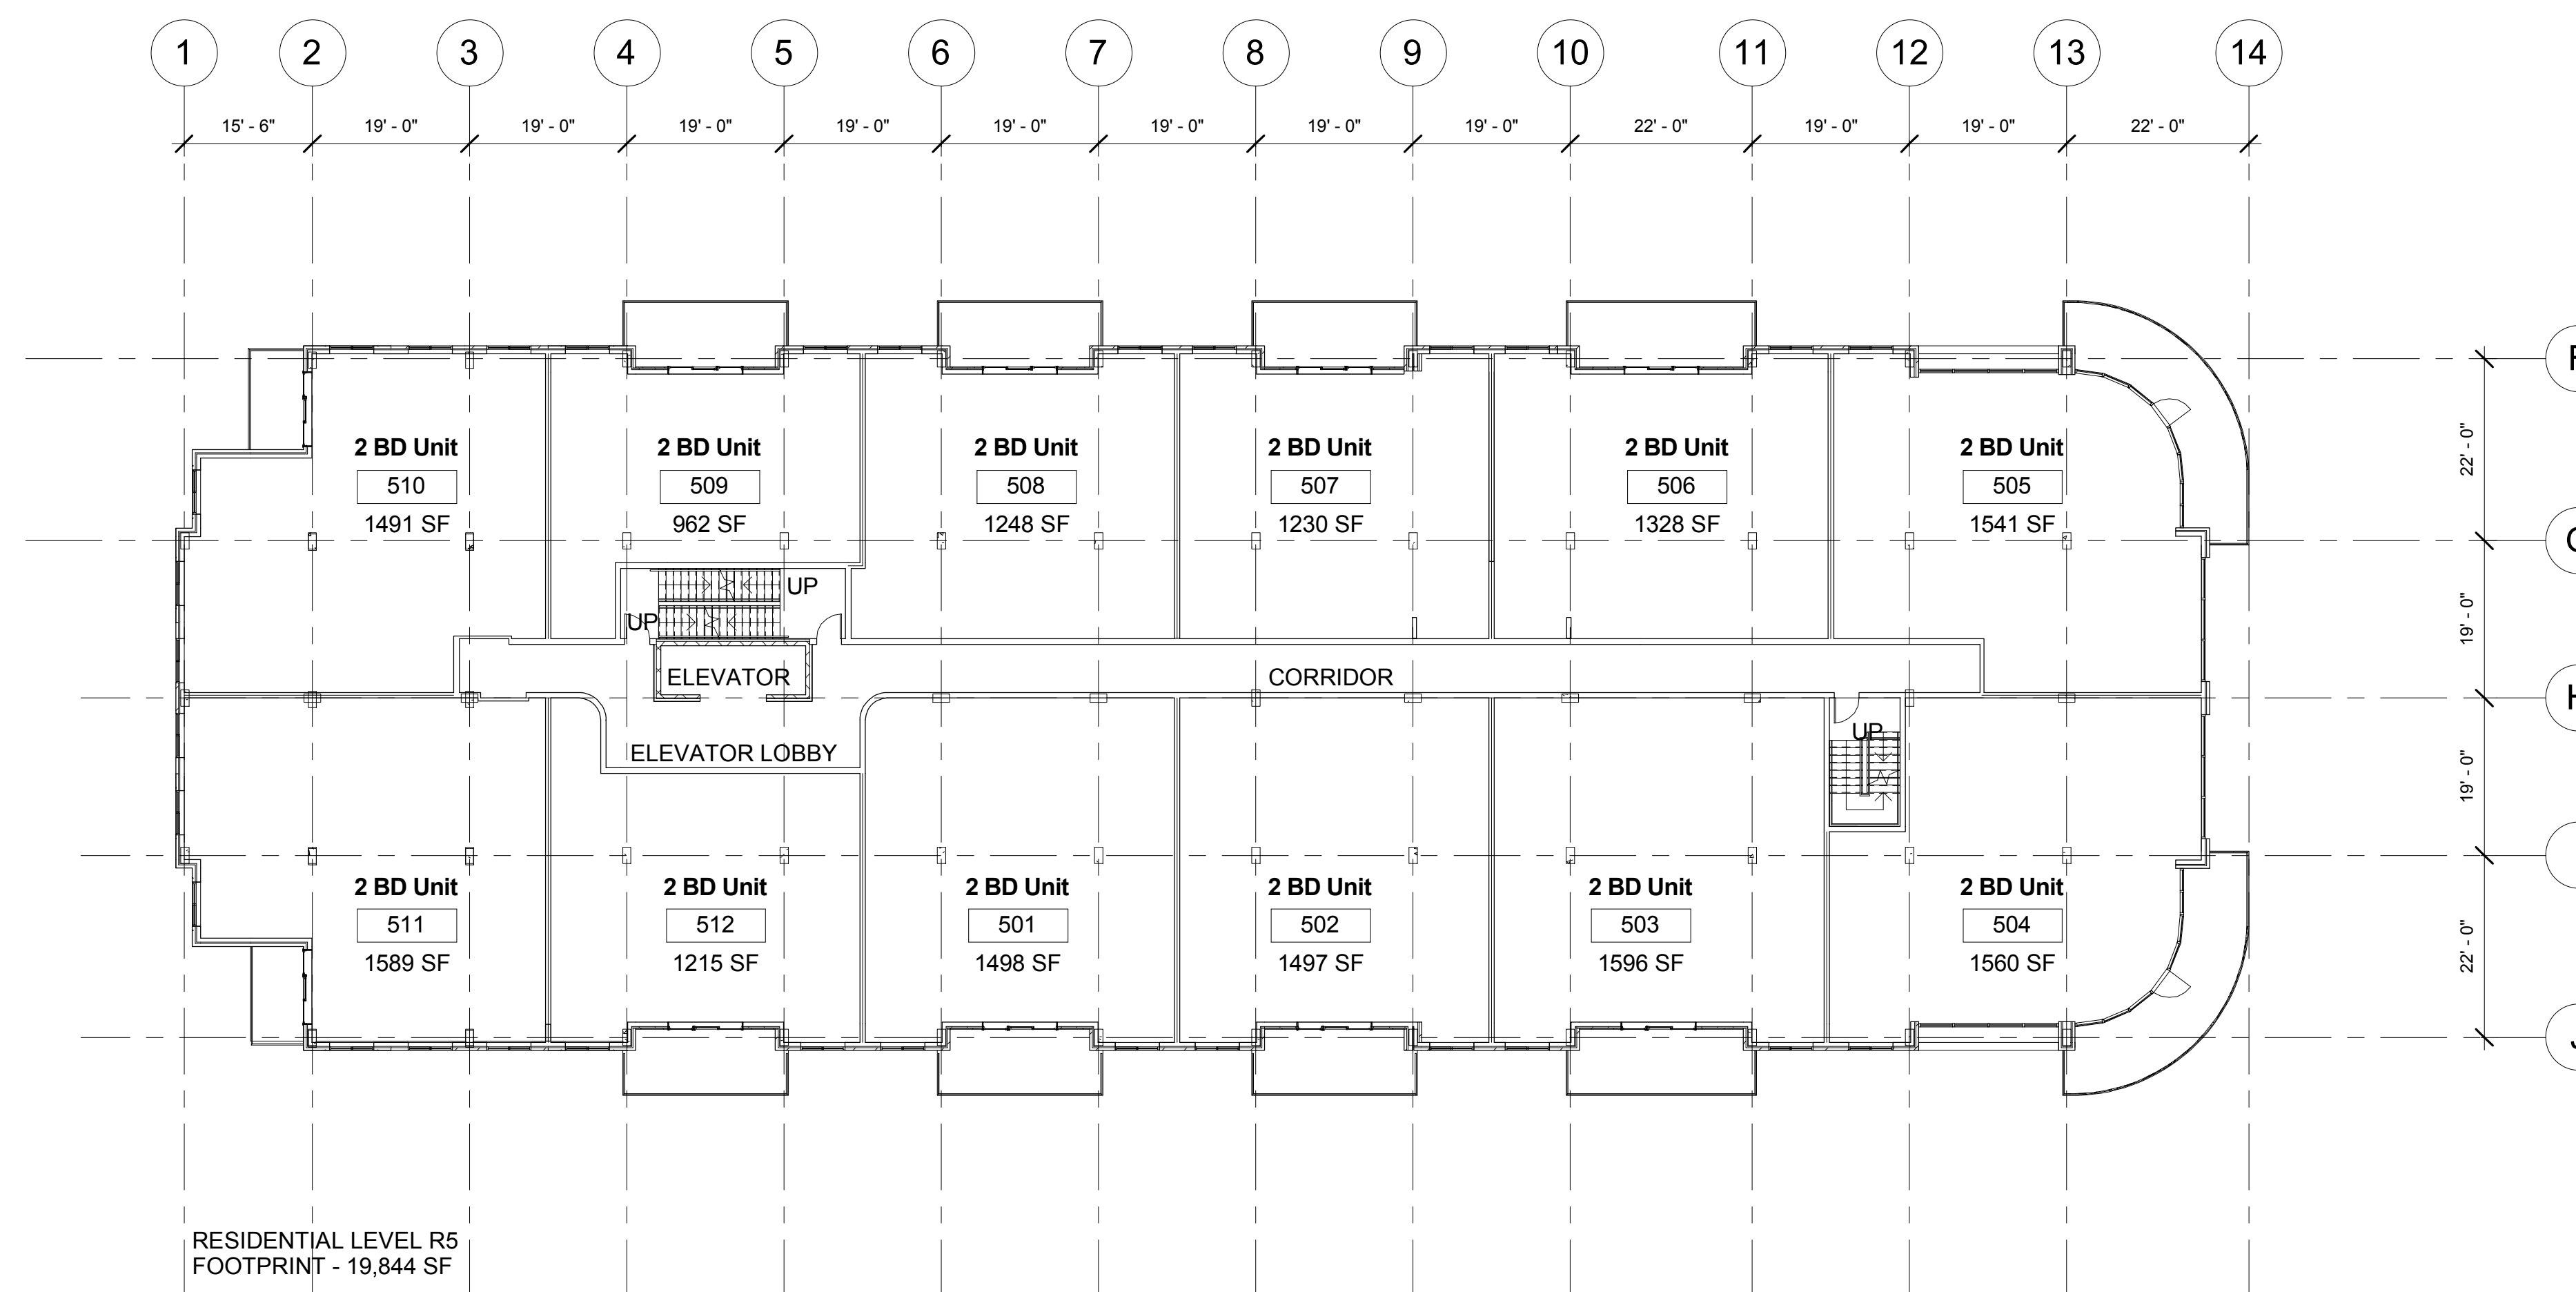 1 2 3 4 5 6 7 8 9 10 11 12 13 14
15' - 6" 19' - 0" 19' - 0" 19' - 0" 19' - 0" 19' - 0" 19' - 0" 19' - 0" 19' - 0" 22' - 0" 19' - 0" 19' - 0" 22' - 0"
2 BD Unit
510
1491 SF
2 BD Unit
509
962 SF
2 BD Unit
508
1248 SF
2 BD Unit
507
1230 SF
2 BD Unit
506
1328 SF
2 BD Unit
505
1541 SF
22' - 0"
19' - 0"
19' - 0"
22' - 0"
H
UP
UP
ELEVATOR
CORRIDOR
ELEVATOR LOBBY
UP
2 BD Unit
511
1589 SF
2 BD Unit
512
1215 SF
2 BD Unit
501
1498 SF
2 BD Unit
502
1497 SF
2 BD Unit
503
1596 SF
2 BD Unit
504
1560 SF
RESIDENTIAL LEVEL R5
FOOTPRINT - 19,844 SF